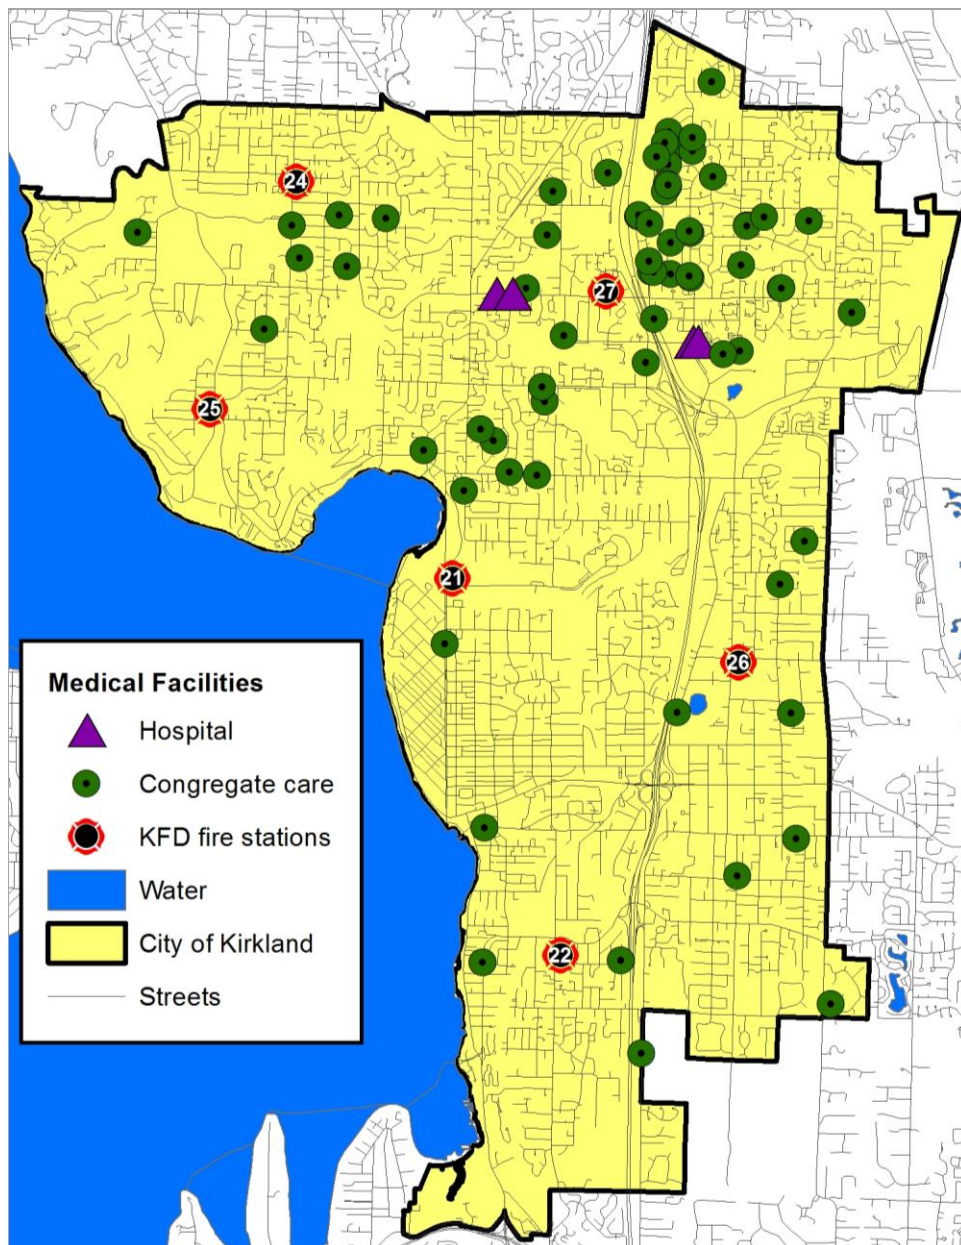 24
27
25
21
26
Medical Facilities
Hospital
Congregate care
KFD fire stations
Water
City of Kirkland
Streets
22